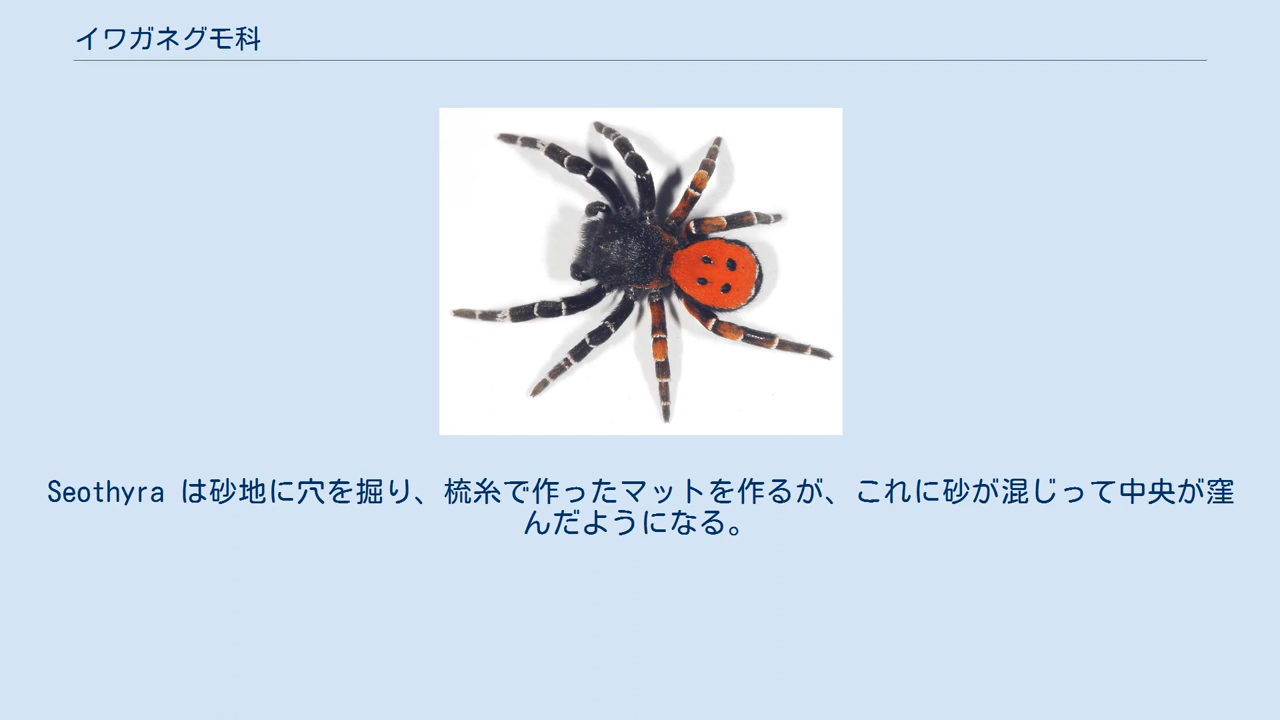 イワガネグモ科
Seothyra は砂地に穴を掘り、梳糸で作ったマットを作るが、これに砂が混じって中央が窪
んだようになる。